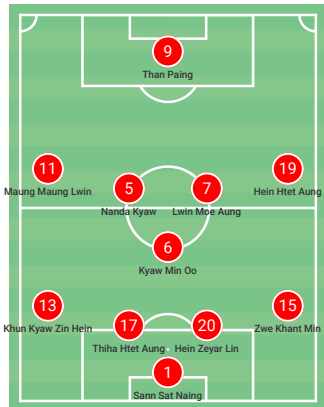 9
Than Paing
11
19
Maung Maung Lwin
Hein Htet Aung
5
7
Nanda Kyaw
Lwin Moe Aung
6
Kyaw Min Oo
13
15
Khun Kyaw Zin Hein
Zwe Khant Min
17
20
Thiha Htet Aung
Hein Zeyar Lin
1
Sann Sat Naing